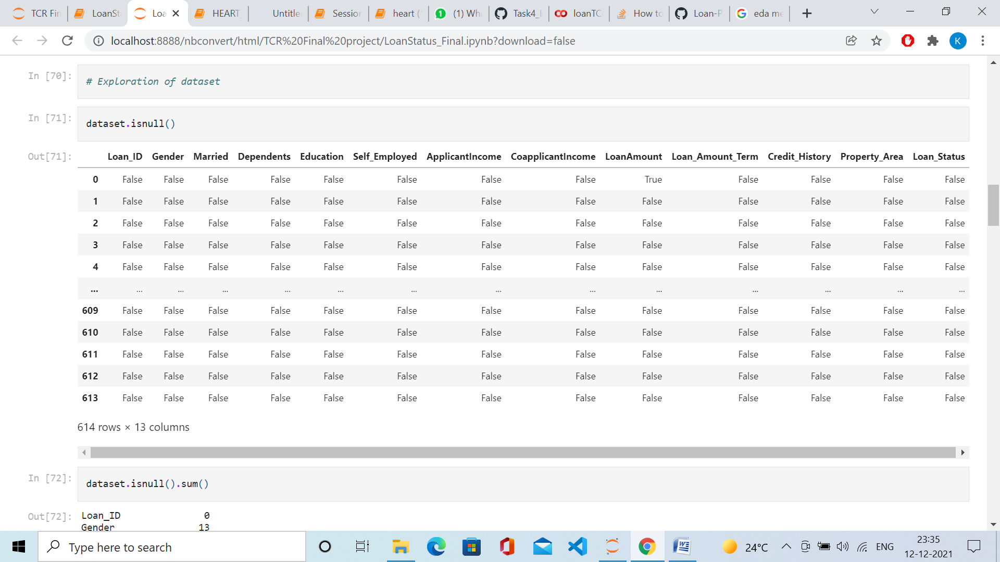 TCR Fin LoanSt Loa HEART_ Untitle Session heart ( (1) Wh Task4_E loanTC How to Loan-P eda me
localhost:8888/nbconvert/html/TCR%20Final%20project/LoanStatus_Final.ipynb?download=false K
In [70]: # Exploration of dataset
In [71]: dataset.isnull()
Out[71]: Loan_ID Gender Married Dependents Education Self_Employed ApplicantIncome CoapplicantIncome LoanAmount Loan_Amount_Term Credit_History Property_Area Loan_Status
0 False False False False False False False False True False False False False
1 False False False False False False False False False False False False False
2 False False False False False False False False False False False False False
3 False False False False False False False False False False False False False
4 False False False False False False False False False False False False False
... ... ... ... ... ... ... ... ... ... ... ... ... ...
609 False False False False False False False False False False False False False
610 False False False False False False False False False False False False False
611 False False False False False False False False False False False False False
612 False False False False False False False False False False False False False
613 False False False False False False False False False False False False False
614 rows × 13 columns
In [72]: dataset.isnull().sum()
Out[72]: Loan_ID 0
Gender 13
Type here to search 24°C ENG 23:35
12-12-2021